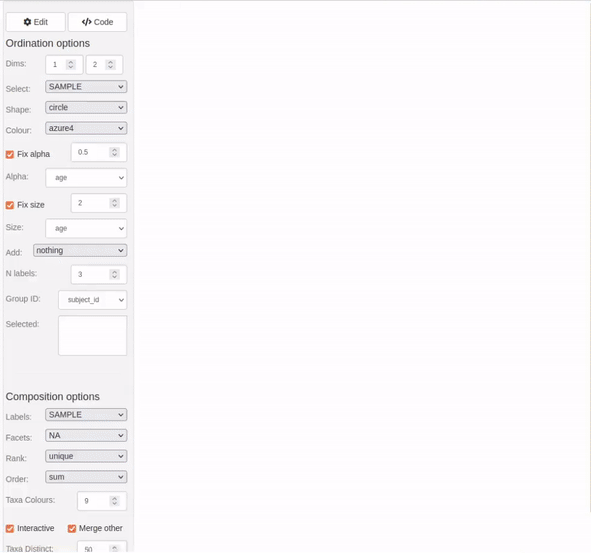 Edit </> Code
Ordination options
Dims: 1 2
Select: SAMPLE
Shape: circle
Colour: azure4
Fix alpha 0.5
Alpha: age
Fix size 2
Size: age
Add: nothing
N labels: 3
Group ID: subject_id
Selected:
Composition options
Labels: SAMPLE
Facets: NA
Rank: unique
Order: sum
Taxa Colours: 9
Interactive Merge other
Taxa Distinct: 50